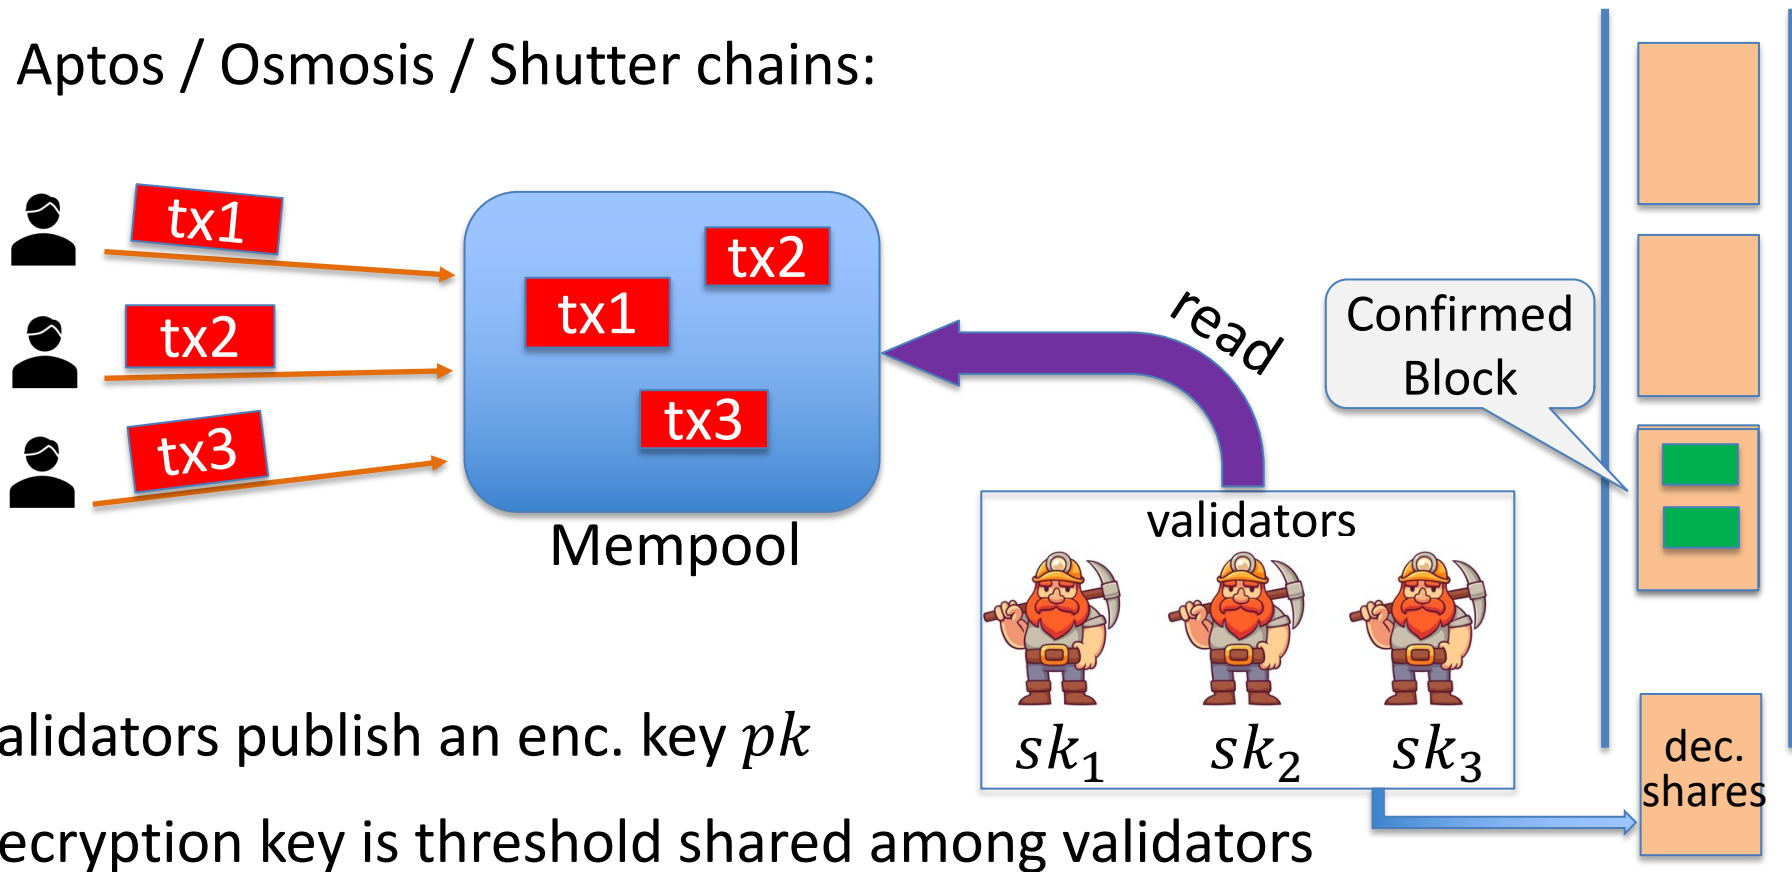 Aptos / Osmosis / Shutter chains:
tx1
tx2
tx3
tx1
tx2
tx3
Mempool
read
Confirmed
Block
validators
sk₁ sk₂ sk₃
dec.
shares
alidators publish an enc. key pk
ecryption key is threshold shared among validators